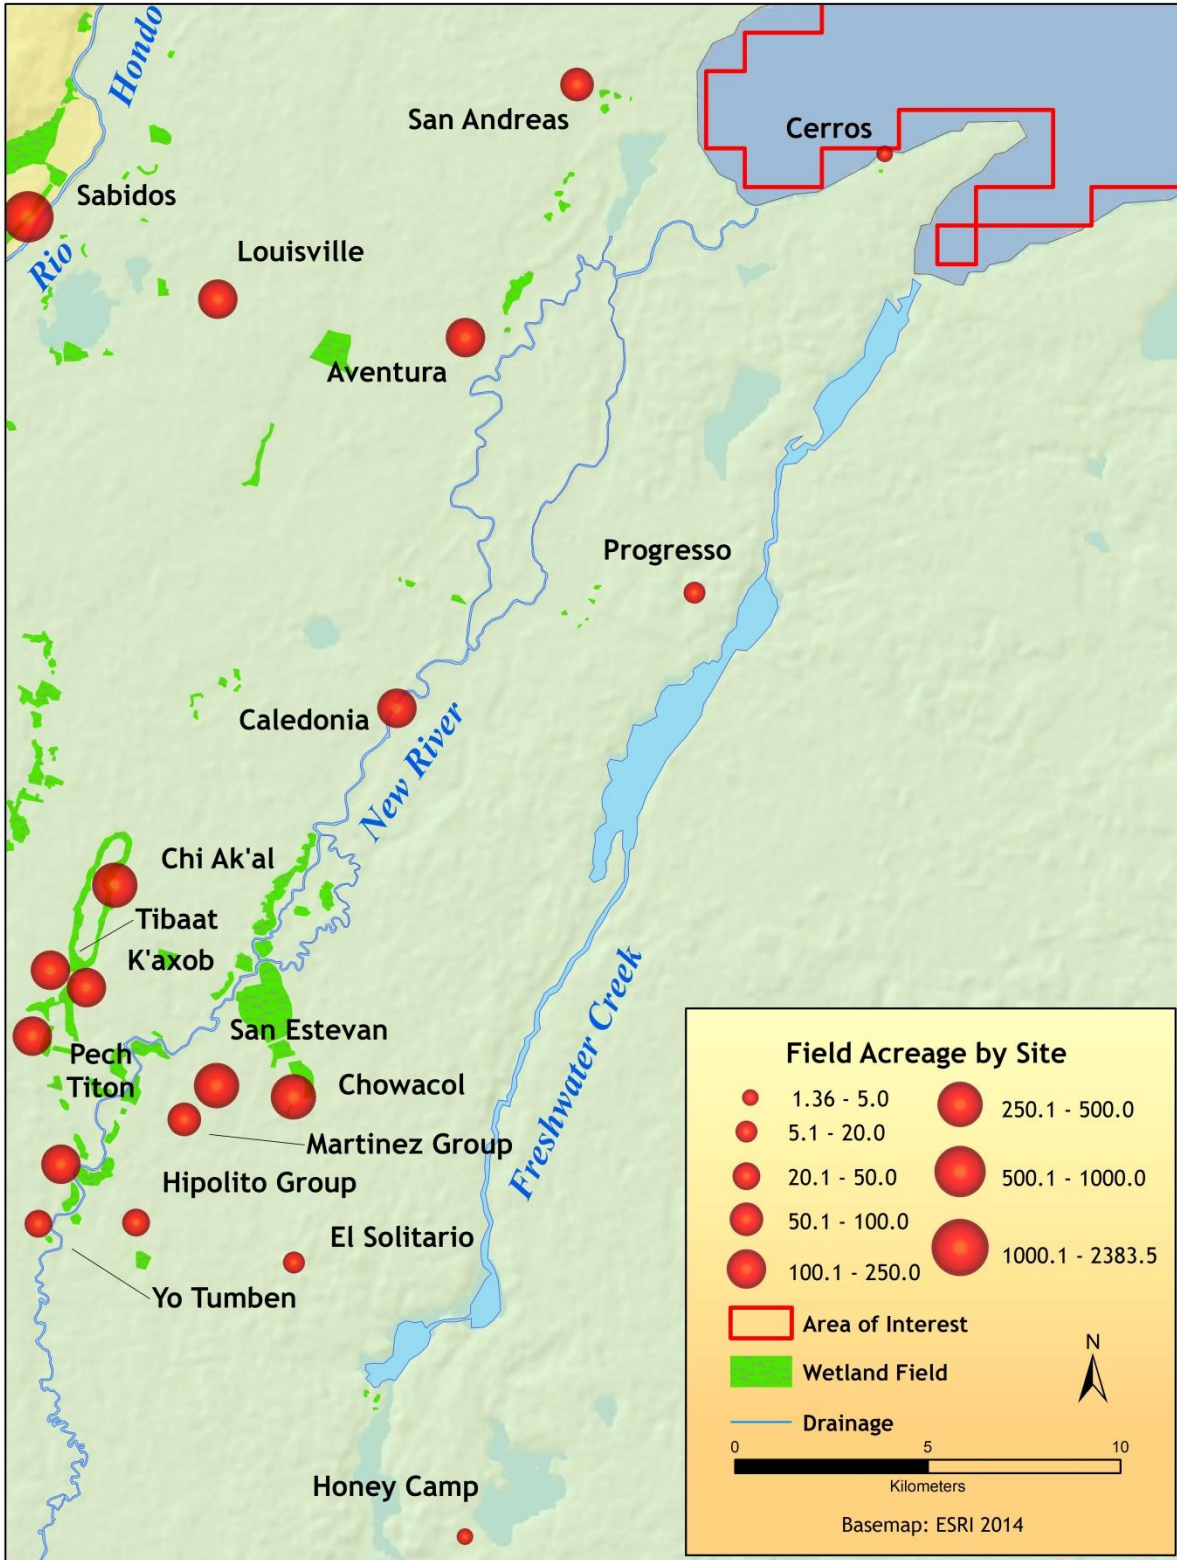 Hondo
San Andreas
Cerros
Sabidos
Rio
Louisville
Aventura
Progresso
Caledonia
New River
Chi Ak'al
Tibaat
K'axob
San Estevan
Pech
Titon
Chowacol
Martinez Group
Hipolito Group
El Solitario
Yo Tumben
Freshwater Creek
Honey Camp
Field Acreage by Site
1.36 - 5.0
5.1 - 20.0
20.1 - 50.0
50.1 - 100.0
100.1 - 250.0
250.1 - 500.0
500.1 - 1000.0
1000.1 - 2383.5
Area of Interest
Wetland Field
Drainage
N
0 5 10
Kilometers
Basemap: ESRI 2014